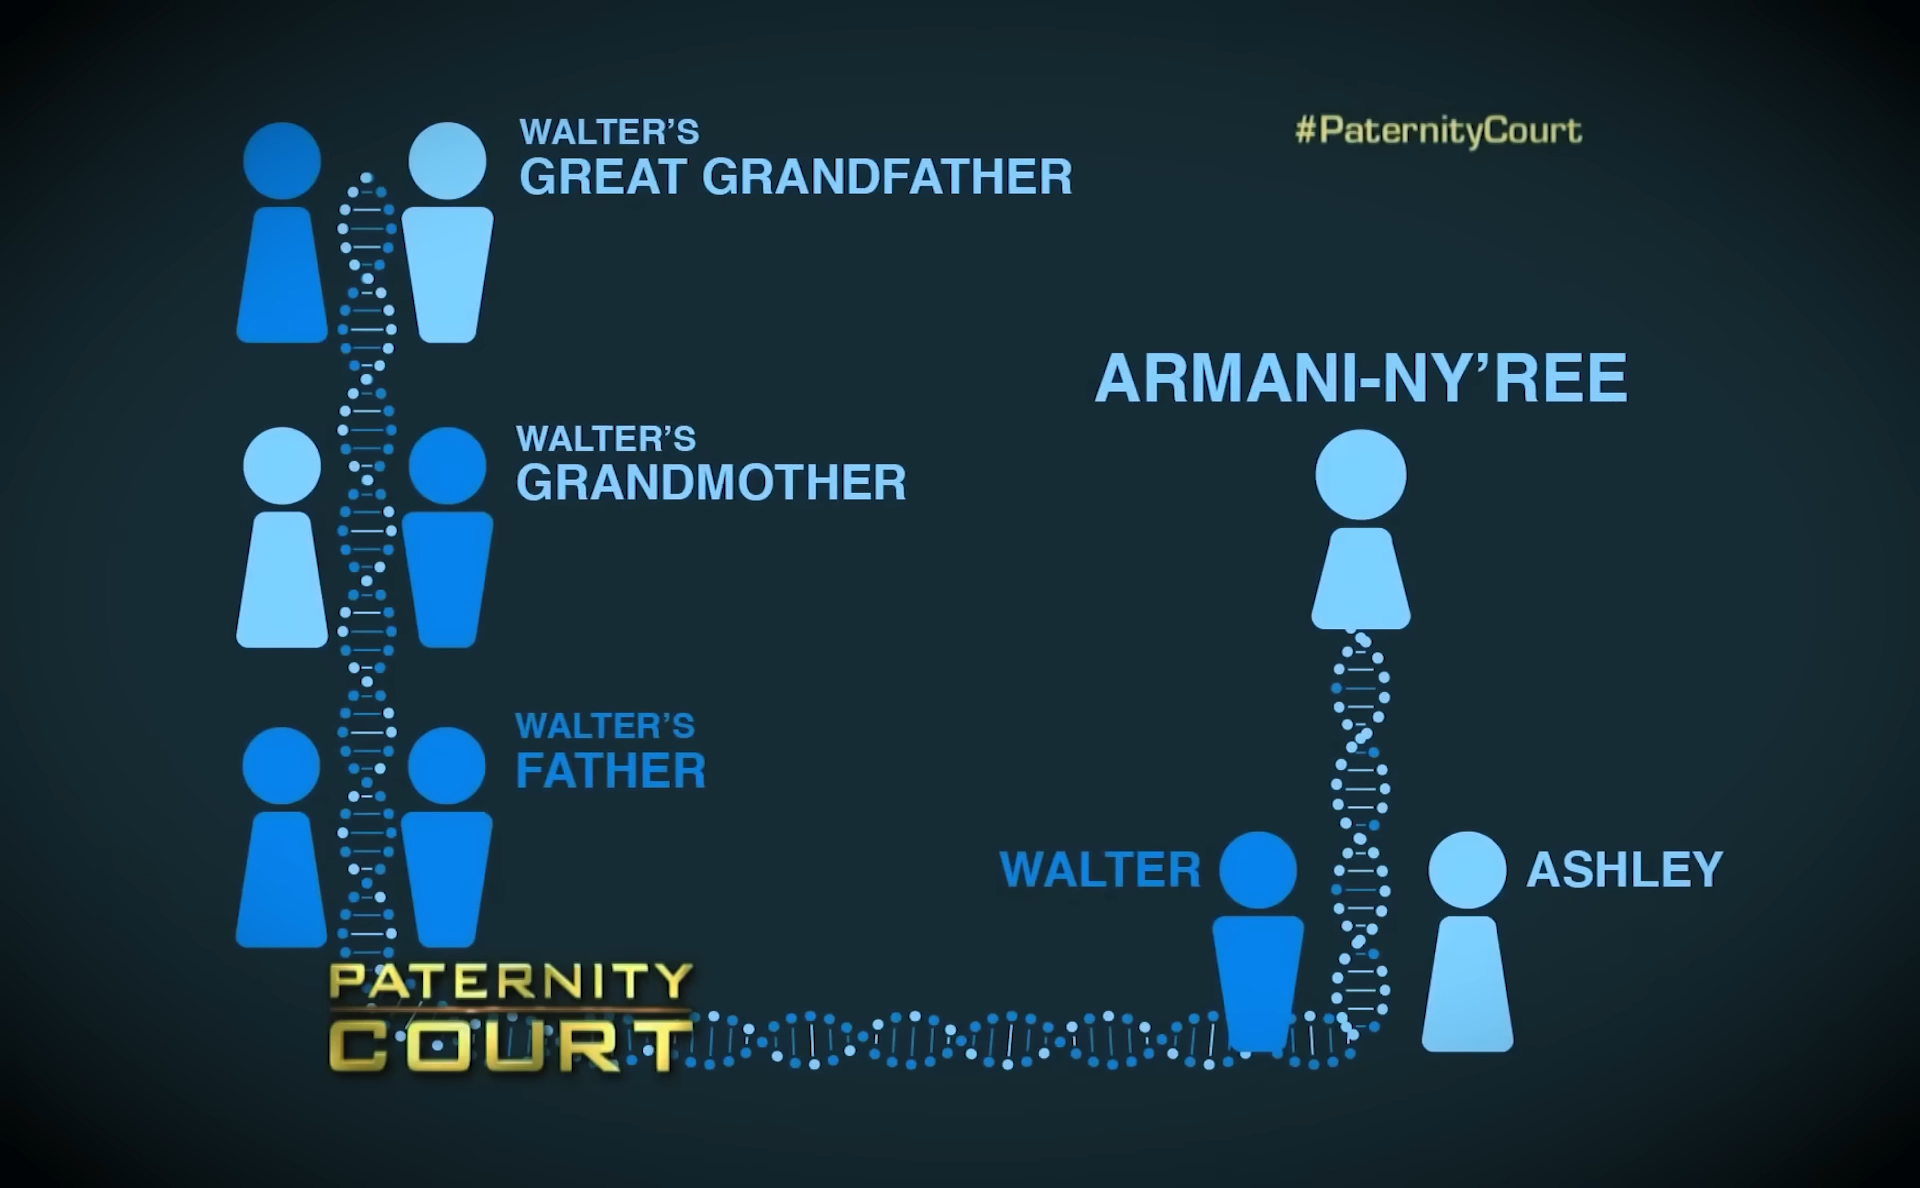 #PaternityCourt
WALTER'S
GREAT GRANDFATHER
WALTER'S
GRANDMOTHER
WALTER'S
FATHER
ARMANI-NY'REE
WALTER
ASHLEY
PATERNITY
COURT